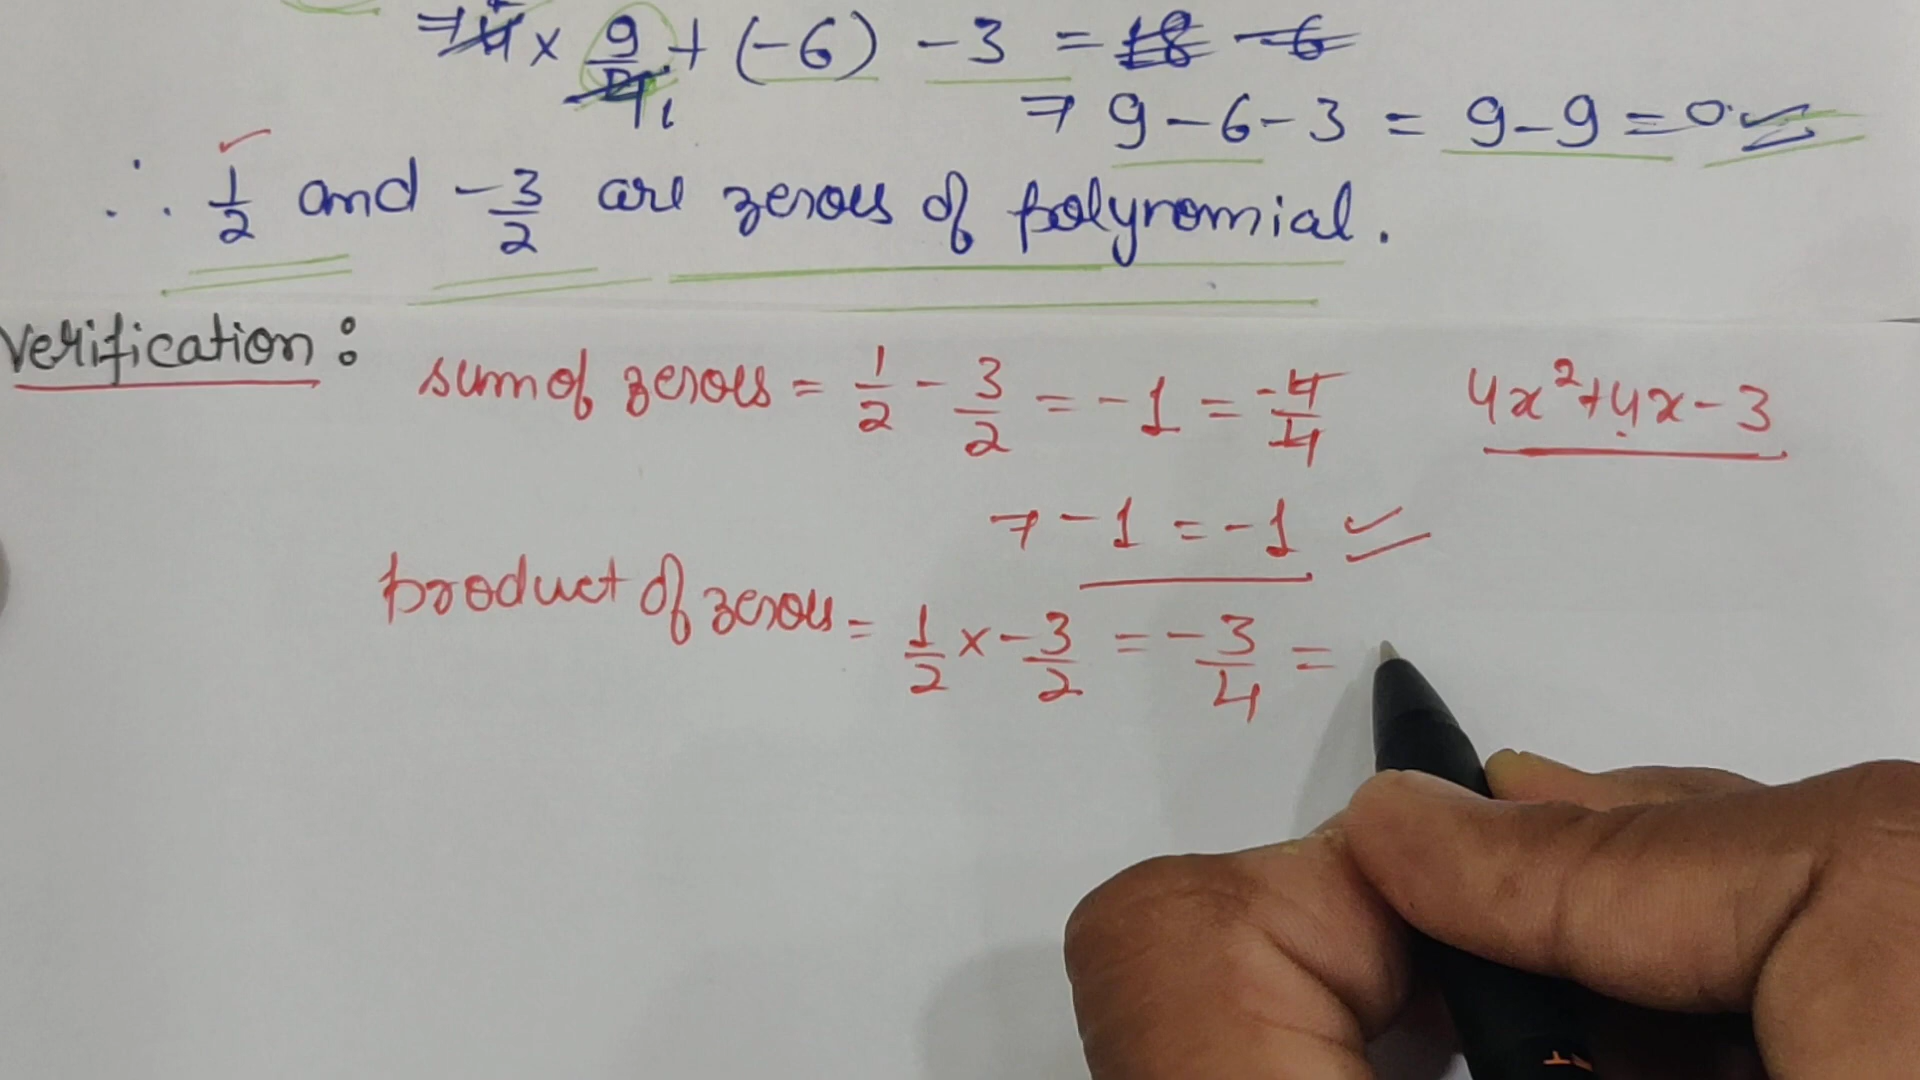 ⇒ 4 × 9/4 + (-6) - 3 = 18 - 6
⇒ 9 - 6 - 3 = 9 - 9 = 0
∴ 1/2 and -3/2 are zeroes of polynomial.
Verification : sum of zeroes = 1/2 - 3/2 = -1 = -4/4 4x²+4x-3
⇒ -1 = -1
product of zeroes = 1/2 × -3/2 = -3/4 =